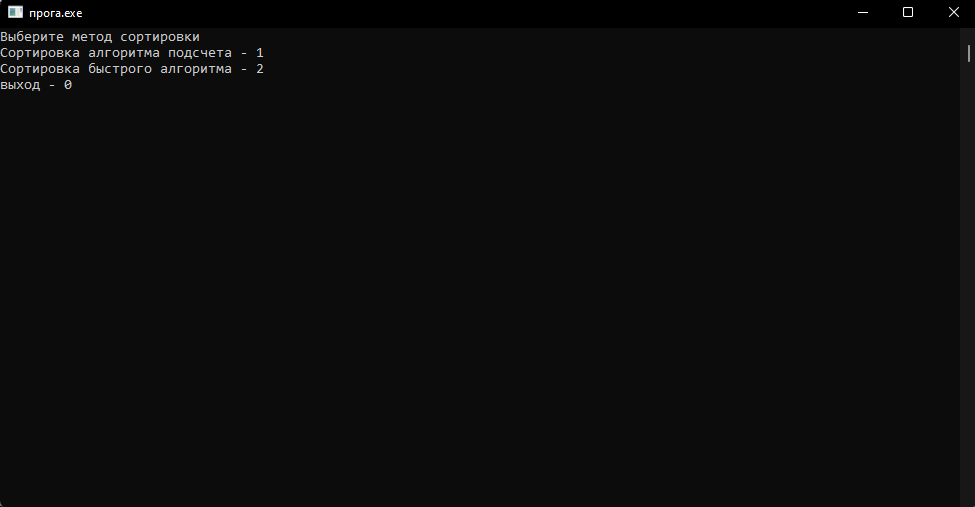 прога.exe
Выберите метод сортировки
Сортировка алгоритма подсчета - 1
Сортировка быстрого алгоритма - 2
выход - 0